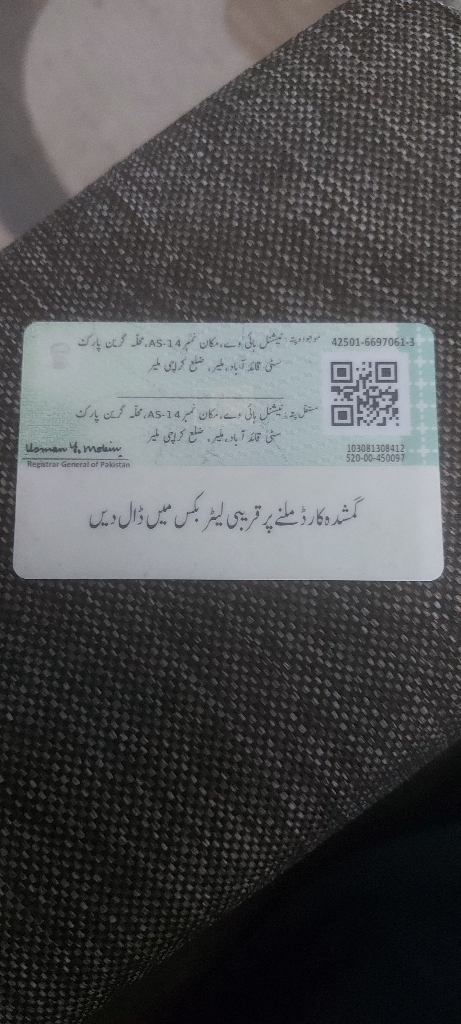 موجودہ پتہ: نیشنل ہائی وے، مکان نمبر AS-14، محلہ گرین پارک
سٹی قائد آباد، ملیر، ضلع کراچی ملیر
42501-6697061-3
مستقل پتہ: نیشنل ہائی وے، مکان نمبر AS-14، محلہ گرین پارک
سٹی قائد آباد، ملیر، ضلع کراچی ملیر
103081308412
520-00-450097
Usman Y. Mobin
Registrar General of Pakistan
گمشدہ کارڈ ملنے پر قریبی لیٹر بکس میں ڈال دیں